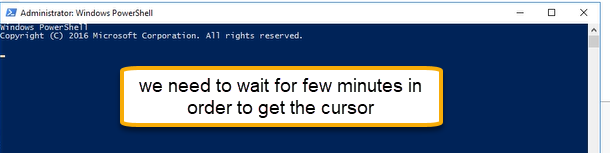 Administrator: Windows PowerShell
Windows PowerShell
Copyright (C) 2016 Microsoft Corporation. All rights reserved.
we need to wait for few minutes in
order to get the cursor